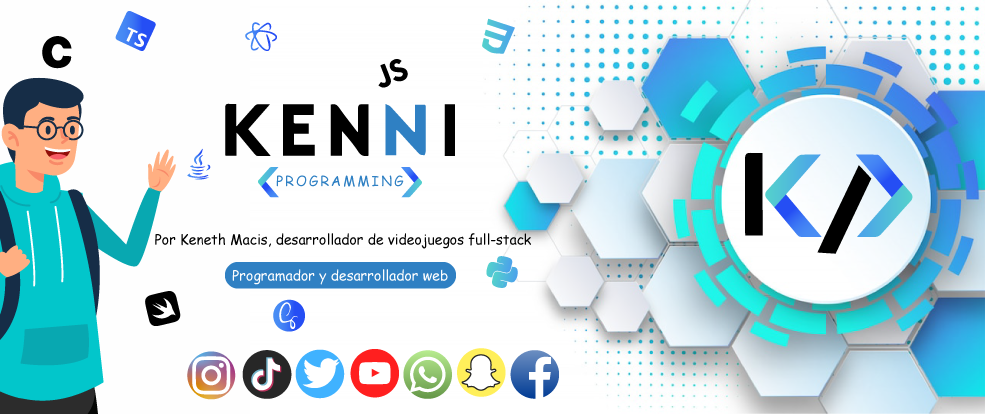 TS
C
JS
KENNI
PROGRAMMING
Por Keneth Macis, desarrollador de videojuegos full-stack
Programador y desarrollador web